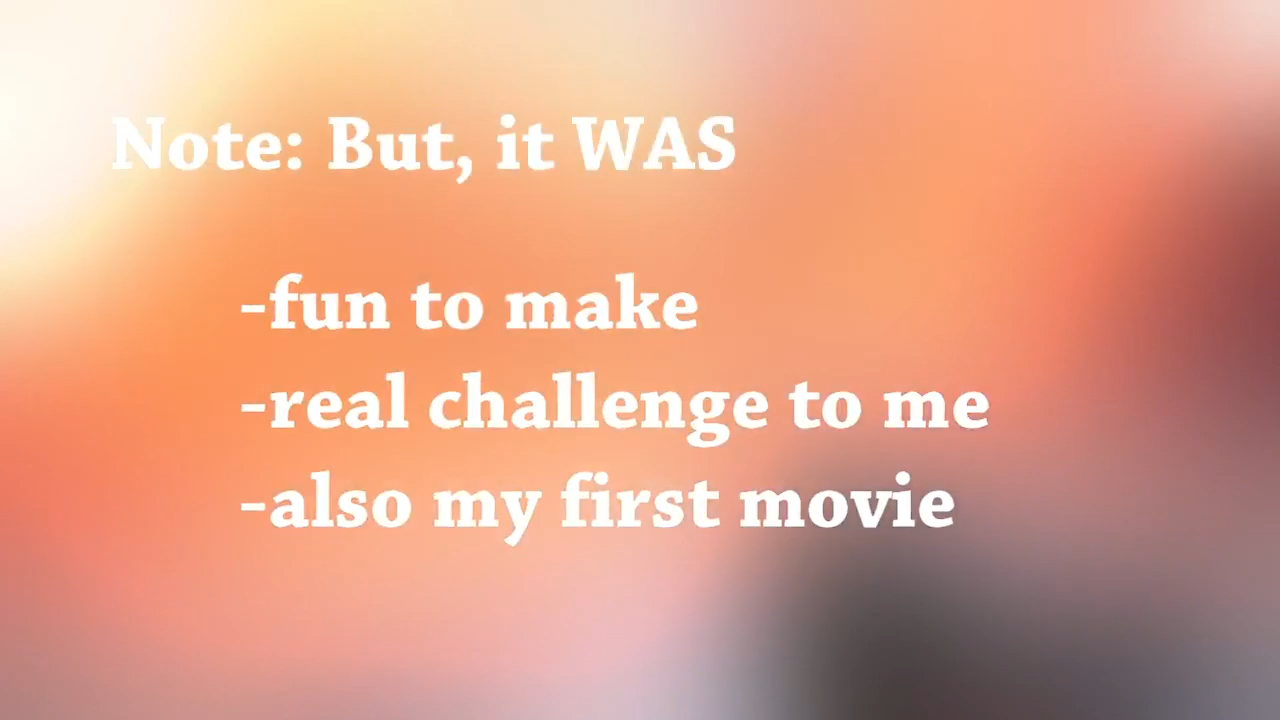 Note: But, it WAS
-fun to make
-real challenge to me
-also my first movie